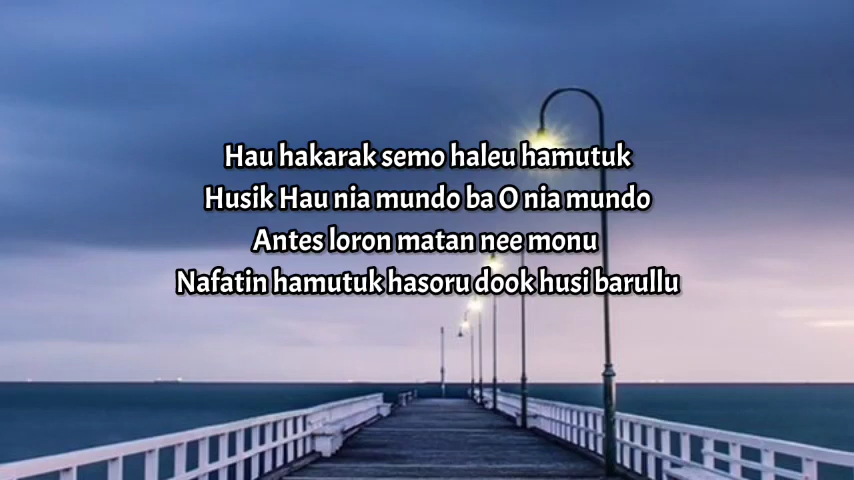 Hau hakarak semo haleu hamutuk
Husik Hau nia mundo ba O nia mundo
Antes loron matan nee monu
Nafatin hamutuk hasoru dook husi barullu